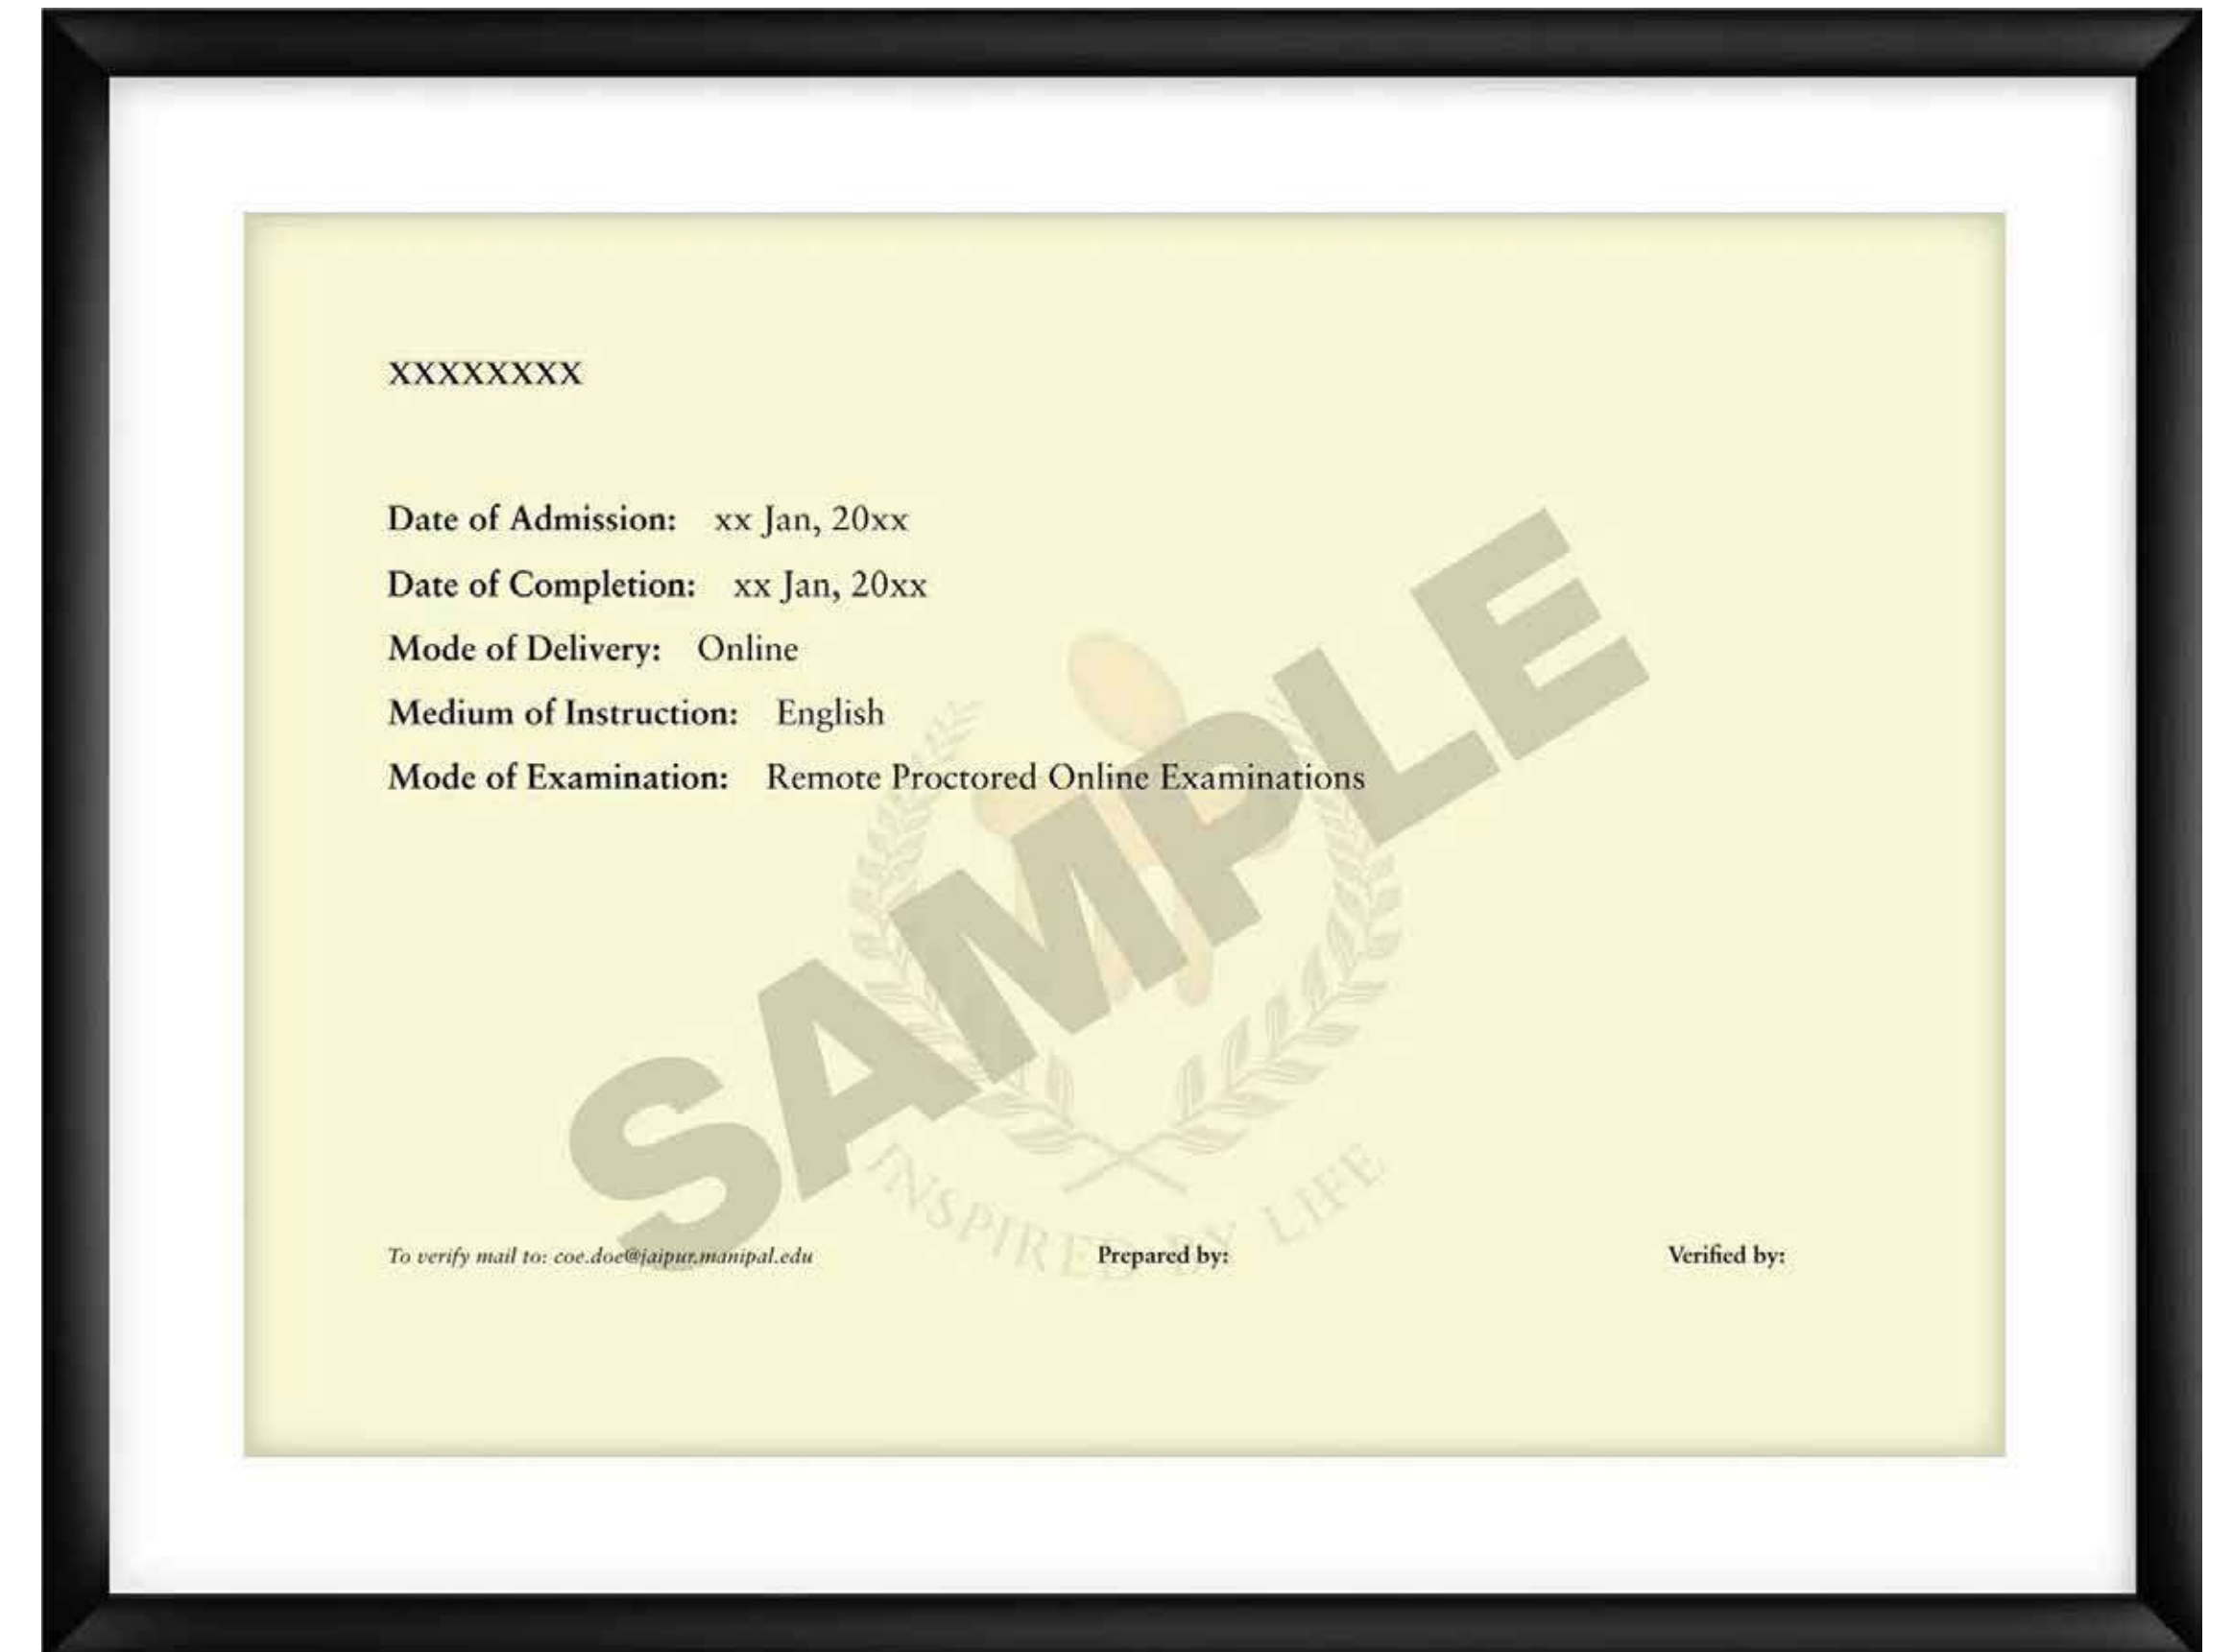 XXXXXXXX
Date of Admission: xx Jan, 20xx
Date of Completion: xx Jan, 20xx
Mode of Delivery: Online
Medium of Instruction: English
Mode of Examination: Remote Proctored Online Examinations
SAMPLE
INSPIRED BY LIFE
To verify mail to: coe.doe@jaipur.manipal.edu Prepared by: Verified by: